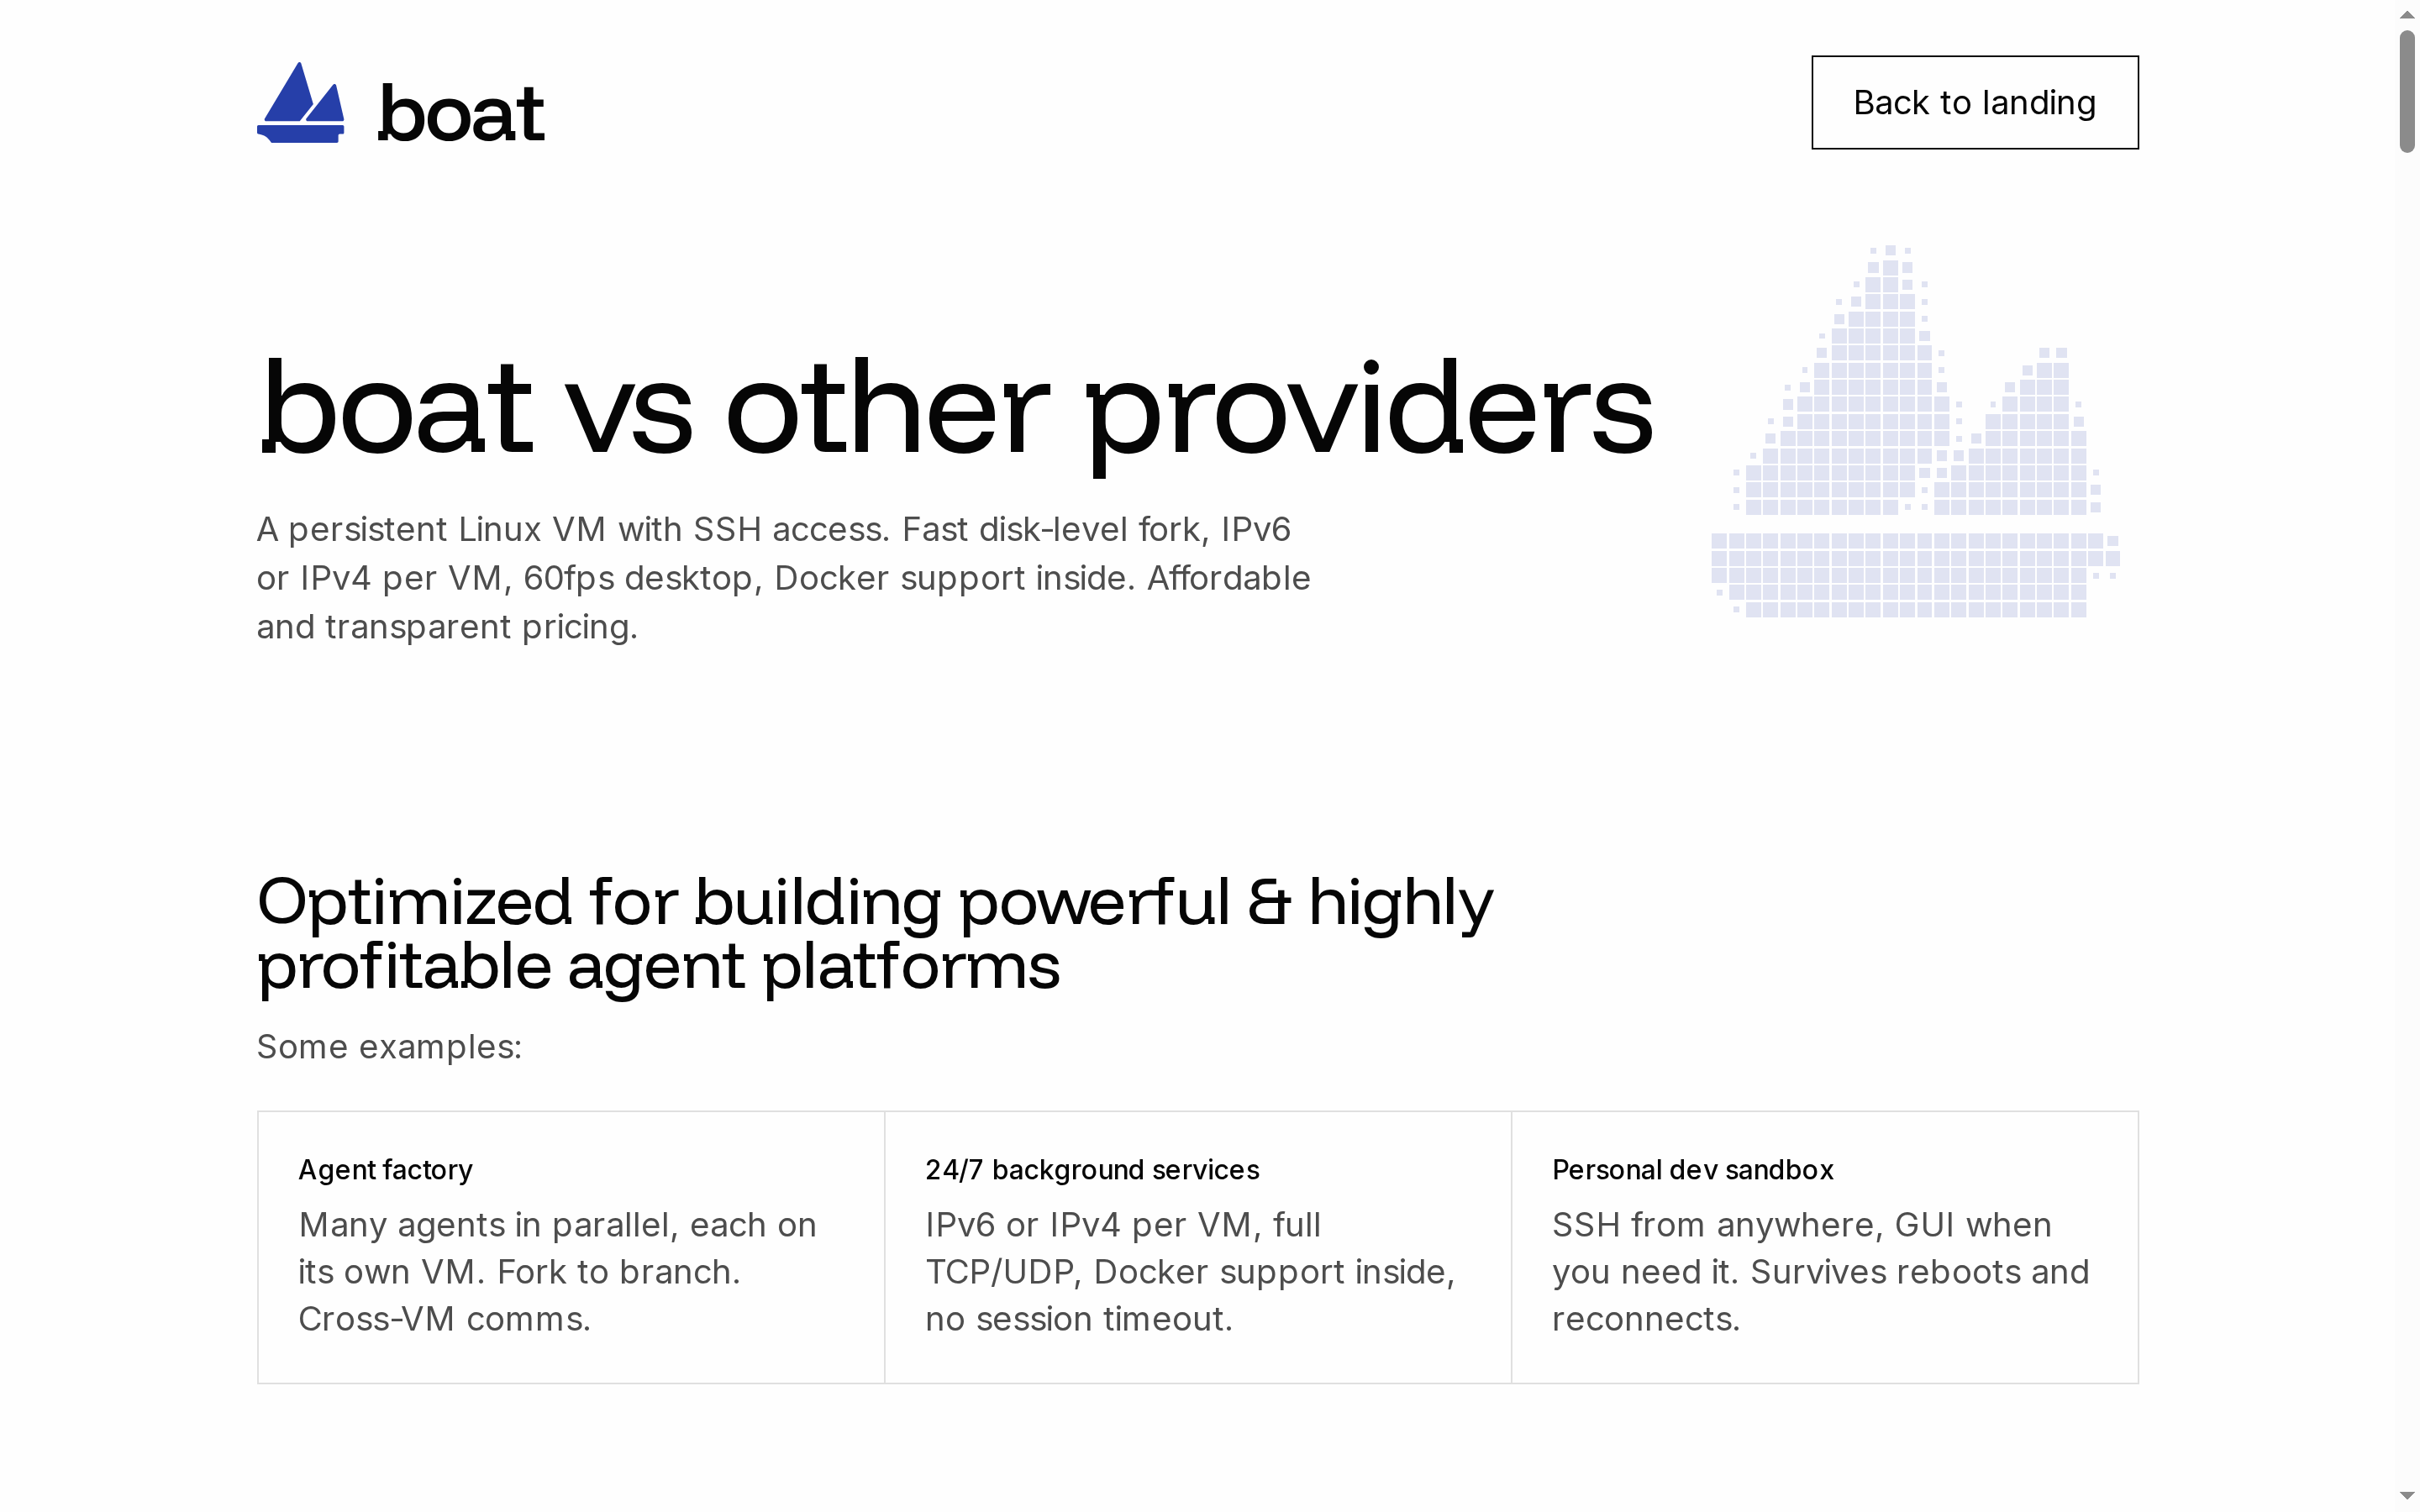 boat
Back to landing
boat vs other providers
A persistent Linux VM with SSH access. Fast disk-level fork, IPv6
or IPv4 per VM, 60fps desktop, Docker support inside. Affordable
and transparent pricing.
Optimized for building powerful & highly
profitable agent platforms
Some examples:
Agent factory
Many agents in parallel, each on
its own VM. Fork to branch.
Cross-VM comms.
24/7 background services
IPv6 or IPv4 per VM, full
TCP/UDP, Docker support inside,
no session timeout.
Personal dev sandbox
SSH from anywhere, GUI when
you need it. Survives reboots and
reconnects.